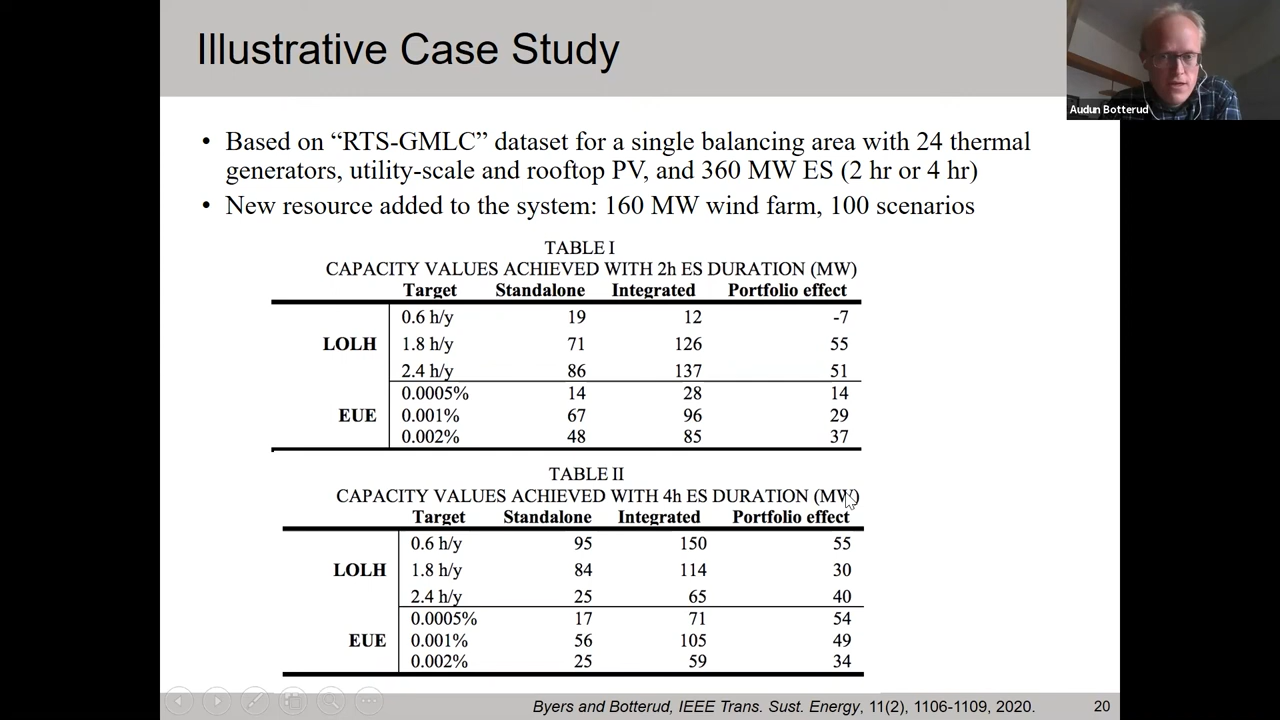 Illustrative Case Study
Audun Botterud
• Based on “RTS-GMLC” dataset for a single balancing area with 24 thermal
generators, utility-scale and rooftop PV, and 360 MW ES (2 hr or 4 hr)
• New resource added to the system: 160 MW wind farm, 100 scenarios
TABLE I
CAPACITY VALUES ACHIEVED WITH 2h ES DURATION (MW)
Target Standalone Integrated Portfolio effect
0.6 h/y 19 12 -7
LOLH 1.8 h/y 71 126 55
2.4 h/y 86 137 51
0.0005% 14 28 14
EUE 0.001% 67 96 29
0.002% 48 85 37
TABLE II
CAPACITY VALUES ACHIEVED WITH 4h ES DURATION (MW)
Target Standalone Integrated Portfolio effect
0.6 h/y 95 150 55
LOLH 1.8 h/y 84 114 30
2.4 h/y 25 65 40
0.0005% 17 71 54
EUE 0.001% 56 105 49
0.002% 25 59 34
Byers and Botterud, IEEE Trans. Sust. Energy, 11(2), 1106-1109, 2020.
20